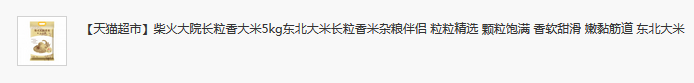 【天猫超市】柴火大院长粒香大米5kg东北大米长粒香米杂粮伴侣 粒粒精选 颗粒饱满 香软甜滑 嫩黏筋道 东北大米